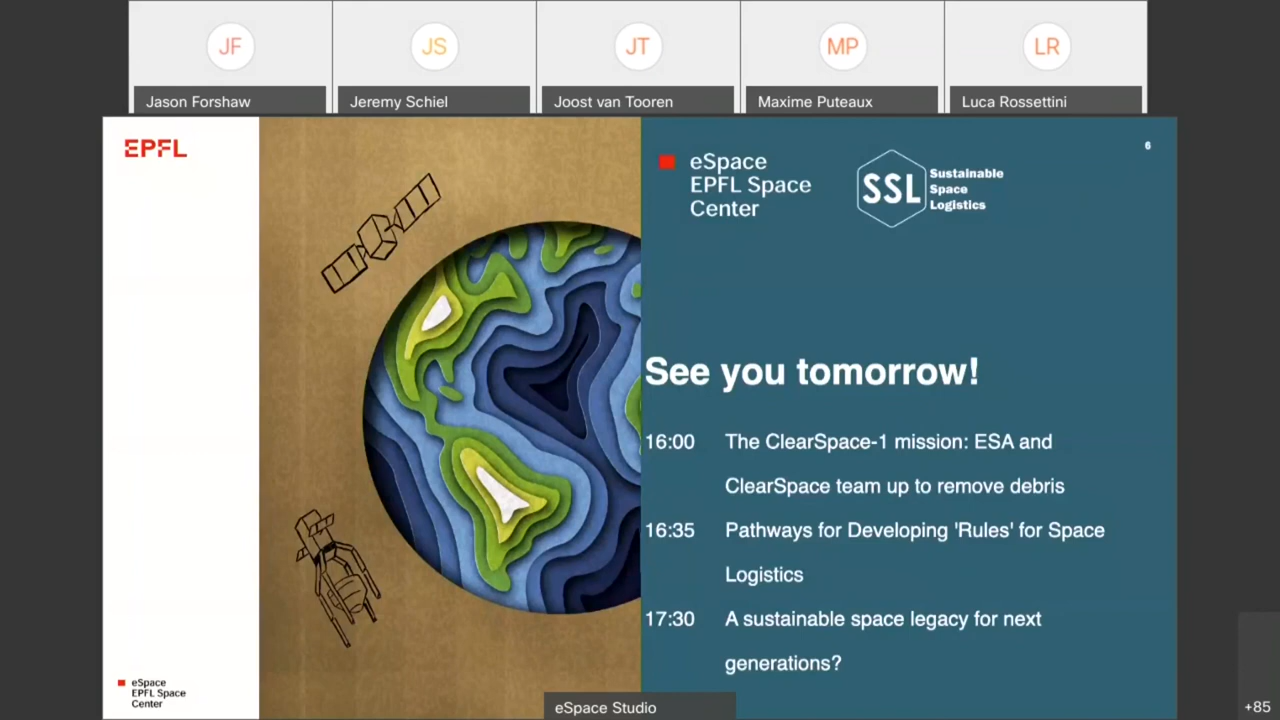 JF
JS
JT
MP
LR
Jason Forshaw
Jeremy Schiel
Joost van Tooren
Maxime Puteaux
Luca Rossettini
EPFL
eSpace
EPFL Space
Center
SSL
Sustainable
Space
Logistics
6
See you tomorrow!
16:00 The ClearSpace-1 mission: ESA and
ClearSpace team up to remove debris
16:35 Pathways for Developing 'Rules' for Space
Logistics
17:30 A sustainable space legacy for next
generations?
eSpace
EPFL Space
Center
eSpace Studio
+85